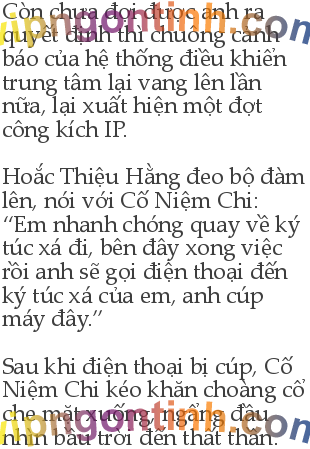 Còn chưa đợi được anh ra
quyết định thì chuông cảnh
báo của hệ thống điều khiển
trung tâm lại vang lên lần
nữa, lại xuất hiện một đợt
công kích IP.
Hoắc Thiệu Hằng đeo bộ đàm
lên, nói với Cố Niệm Chi:
“Em nhanh chóng quay về ký
túc xá đi, bên đây xong việc
rồi anh sẽ gọi điện thoại đến
ký túc xá của em, anh cúp
máy đây.”
Sau khi điện thoại bị cúp, Cố
Niệm Chi kéo khăn choàng cổ
che mặt xuống, ngẩng đầu
nhìn bầu trời đến thất thần.
vipngontinh.com
vipngontinh.com